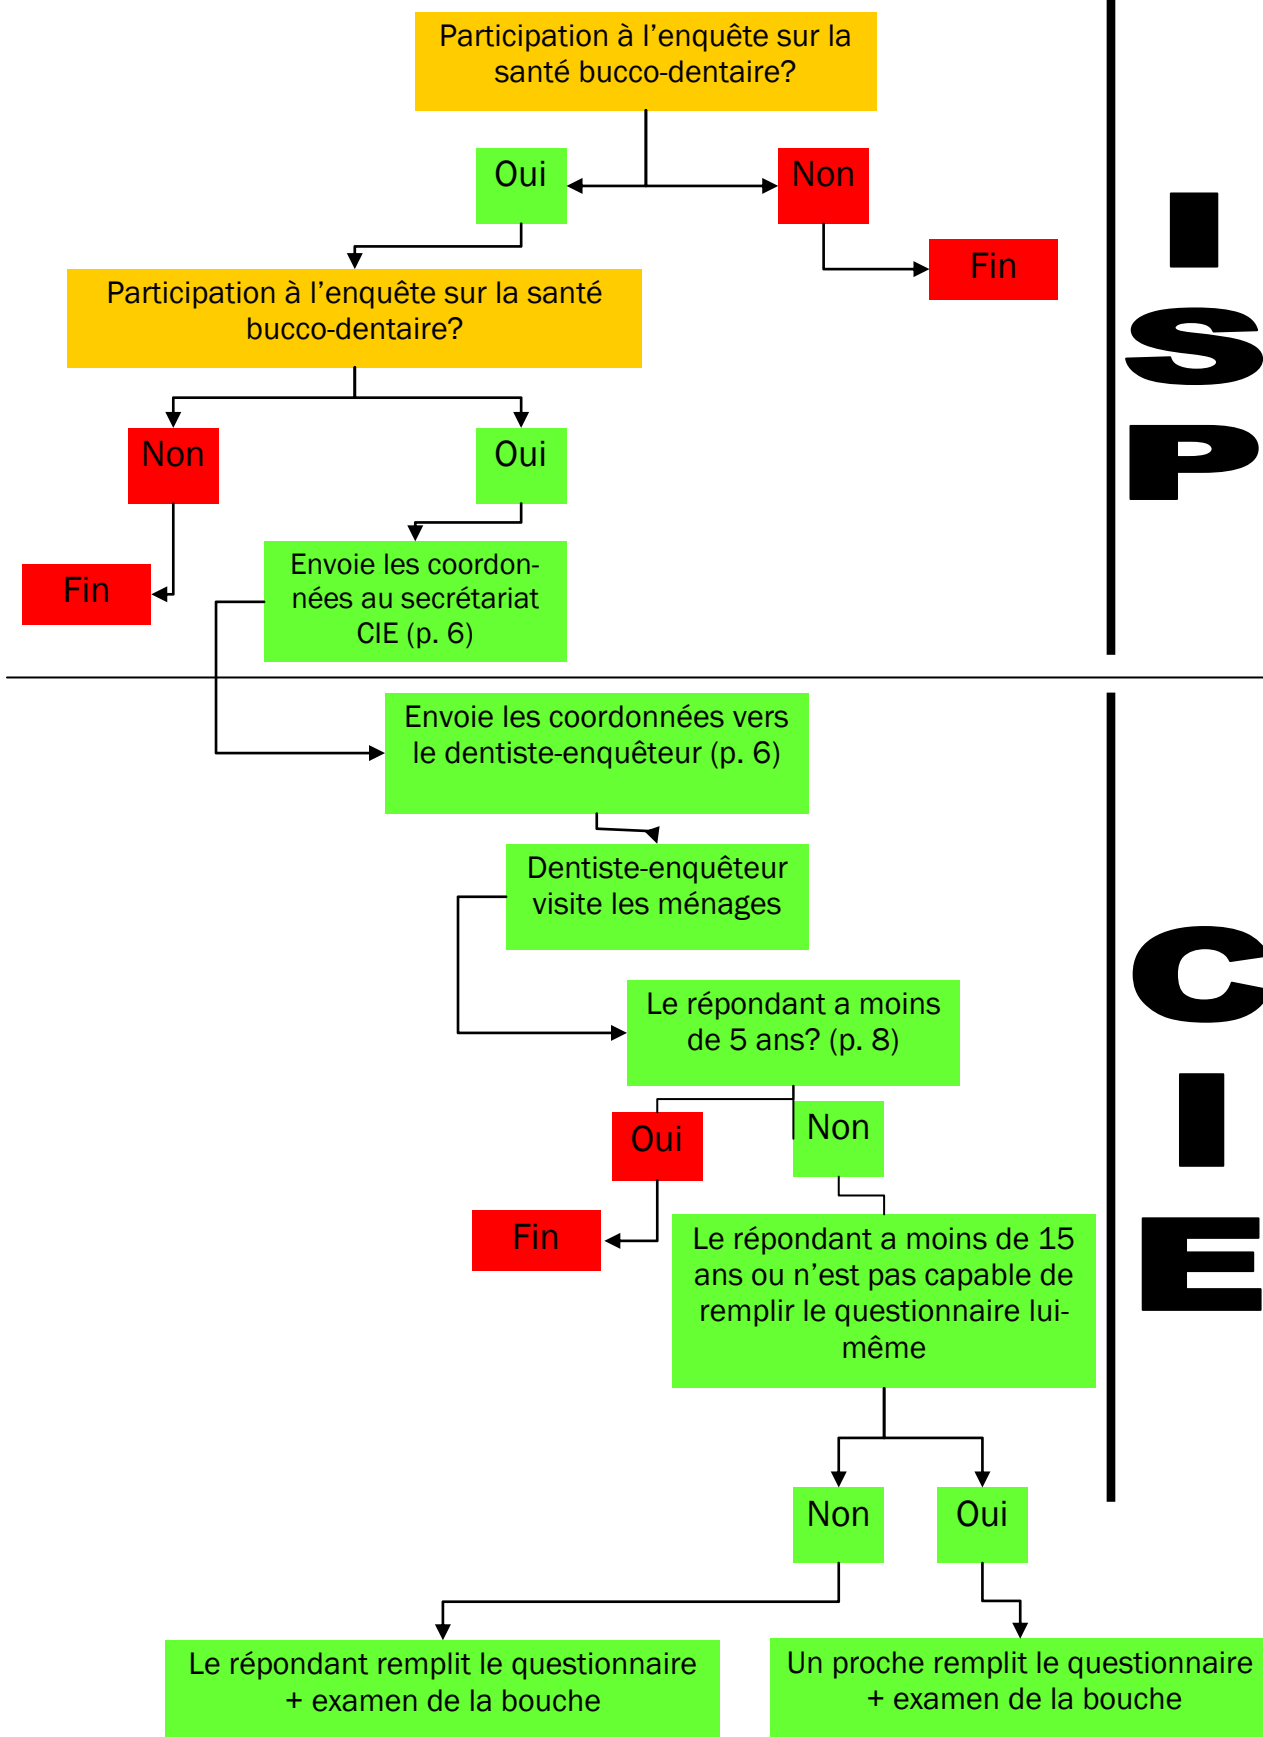 Participation à l'enquête sur la
santé bucco-dentaire?
Oui
Non
Fin
Participation à l'enquête sur la santé
bucco-dentaire?
Non
Oui
Fin
Envoie les coordon-
nées au secrétariat
CIE (p. 6)
I
S
P
Envoie les coordonnées vers
le dentiste-enquêteur (p. 6)
Dentiste-enquêteur
visite les ménages
Le répondant a moins
de 5 ans? (p. 8)
Oui
Non
Fin
Le répondant a moins de 15
ans ou n'est pas capable de
remplir le questionnaire lui-
même
Non
Oui
Le répondant remplit le questionnaire
+ examen de la bouche
Un proche remplit le questionnaire
+ examen de la bouche
C
I
E